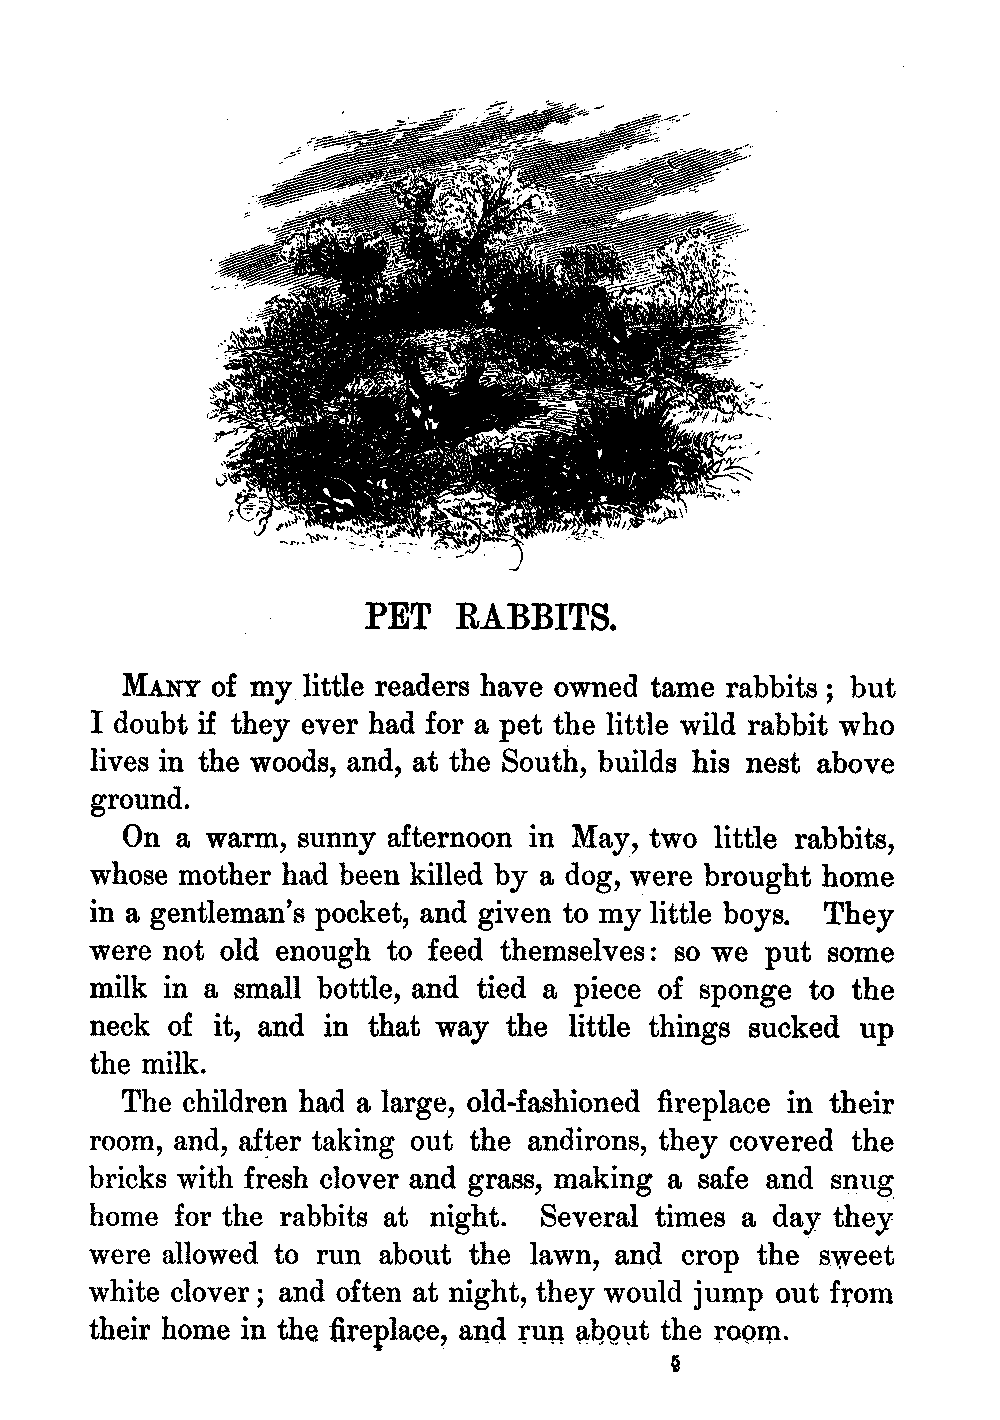 PET RABBITS.
MANY of my little readers have owned tame rabbits; but
I doubt if they ever had for a pet the little wild rabbit who
lives in the woods, and, at the South, builds his nest above
ground.
On a warm, sunny afternoon in May, two little rabbits,
whose mother had been killed by a dog, were brought home
in a gentleman's pocket, and given to my little boys. They
were not old enough to feed themselves: so we put some
milk in a small bottle, and tied a piece of sponge to the
neck of it, and in that way the little things sucked up
the milk.
The children had a large, old-fashioned fireplace in their
room, and, after taking out the andirons, they covered the
bricks with fresh clover and grass, making a safe and snug
home for the rabbits at night. Several times a day they
were allowed to run about the lawn, and crop the sweet
white clover; and often at night, they would jump out from
their home in the fireplace, and run about the room.
5